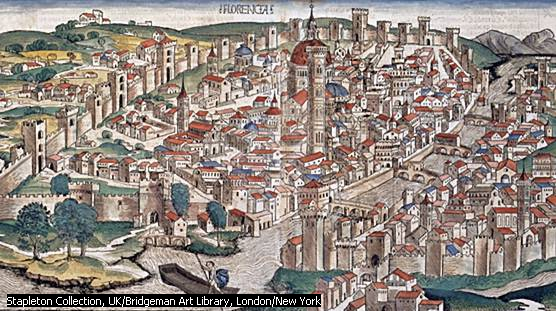 FLORENCIA
Stapleton Collection, UK/Bridgeman Art Library, London/New York